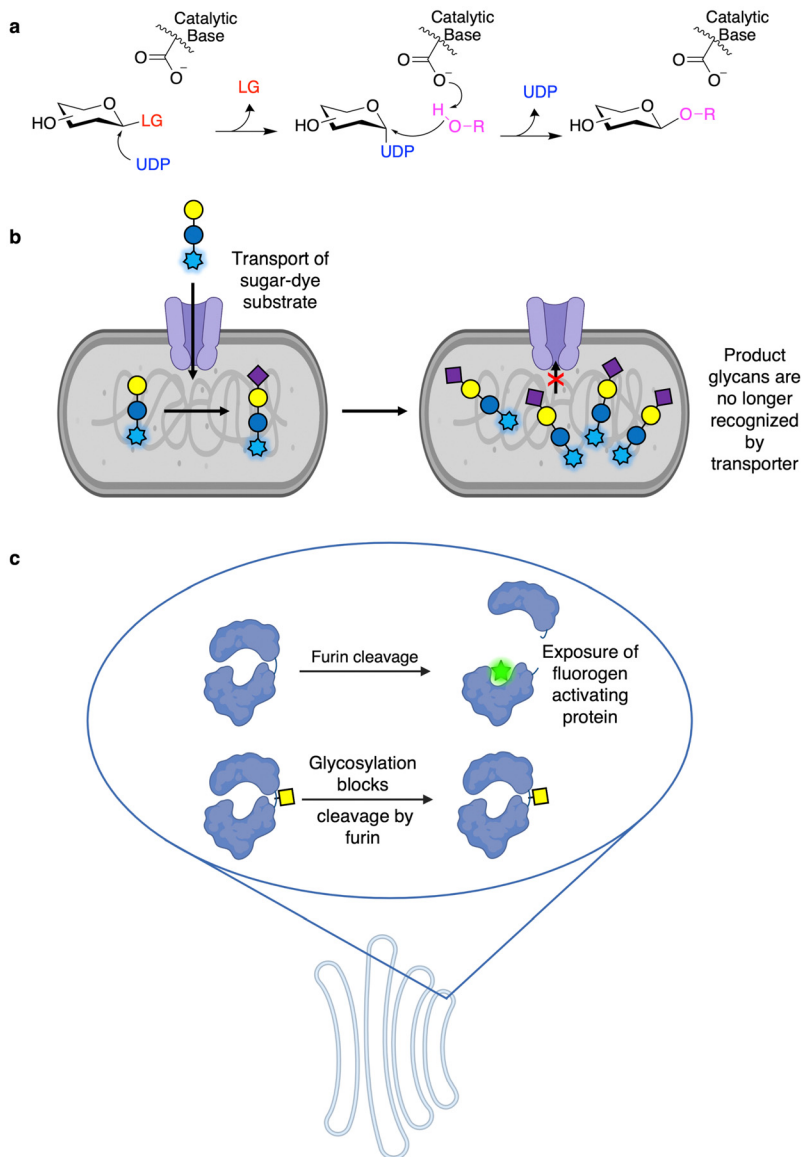 a
Catalytic
Base
O
O−
HO
O
LG
UDP
LG
Catalytic
Base
O
O−
HO
O
UDP
H
O–R
UDP
Catalytic
Base
O
O−
HO
O
O–R
b
Transport of
sugar-dye
substrate
Product
glycans are
no longer
recognized
by
transporter
c
Furin cleavage
Exposure of
fluorogen
activating
protein
Glycosylation
blocks
cleavage by
furin